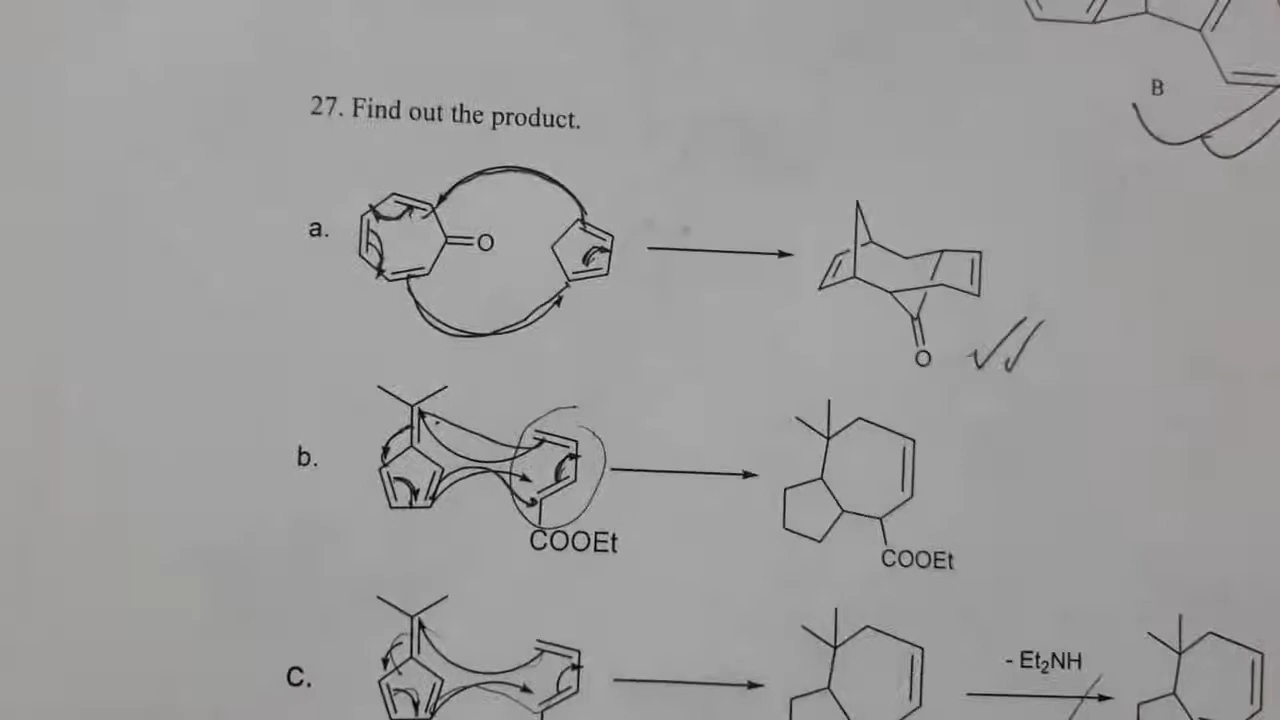 B
27. Find out the product.
a.
O
O
b.
COOEt
COOEt
C.
- Et₂NH